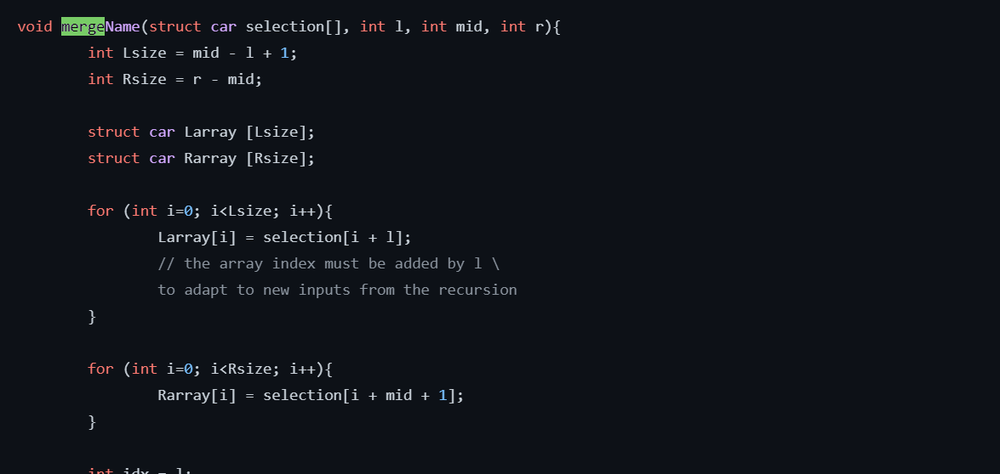 void mergeName(struct car selection[], int l, int mid, int r){
int Lsize = mid - l + 1;
int Rsize = r - mid;
struct car Larray [Lsize];
struct car Rarray [Rsize];
for (int i=0; i<Lsize; i++){
Larray[i] = selection[i + l];
// the array index must be added by l \
to adapt to new inputs from the recursion
}
for (int i=0; i<Rsize; i++){
Rarray[i] = selection[i + mid + 1];
}
int idx = l;